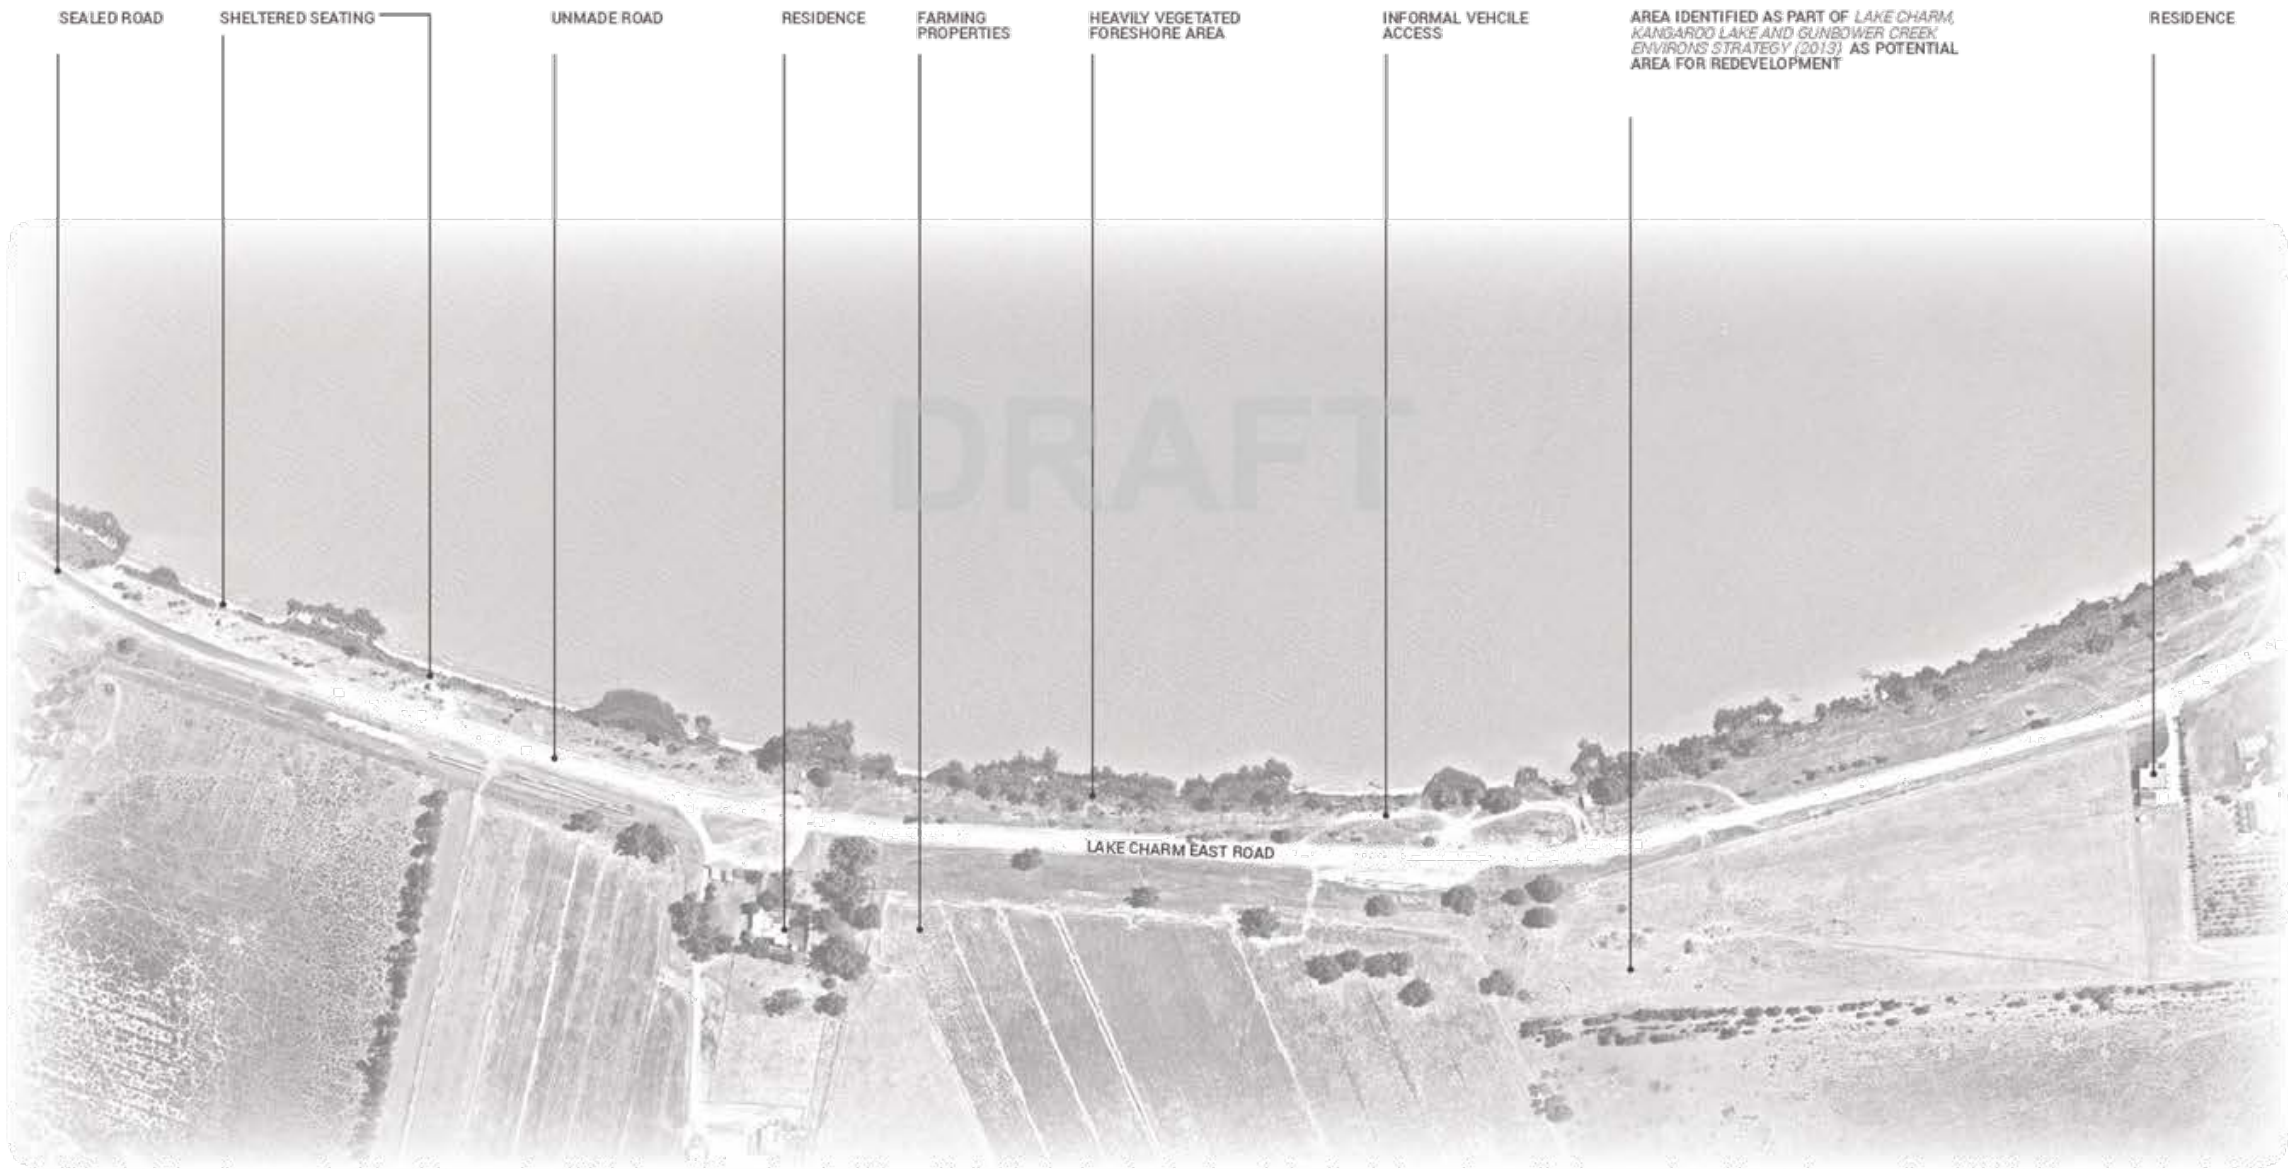 SEALED ROAD
SHELTERED SEATING
UNMADE ROAD
RESIDENCE
FARMING
PROPERTIES
HEAVILY VEGETATED
FORESHORE AREA
INFORMAL VEHCILE
ACCESS
AREA IDENTIFIED AS PART OF LAKE CHARM,
KANGAROO LAKE AND GUNBOWER CREEK
ENVIRONS STRATEGY (2013) AS POTENTIAL
AREA FOR REDEVELOPMENT
RESIDENCE
DRAFT
LAKE CHARM EAST ROAD